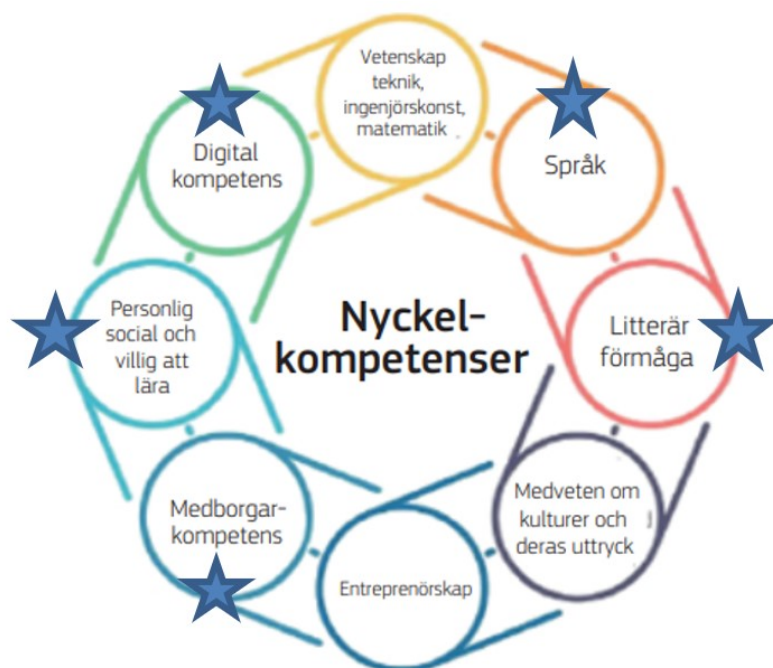 Vetenskap
teknik,
ingenjörskonst,
matematik
Digital
kompetens
Språk
Personlig
social och
villig att
lära
Nyckel-
kompetenser
Litterär
förmåga
Medborgar-
kompetens
Medveten om
kulturer och
deras uttryck
Entreprenörskap